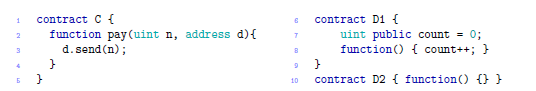 1 contract C {
2 function pay(uint n, address d){
3 d.send(n);
4 }
5 }
6 contract D1 {
7 uint public count = 0;
8 function() { count++; }
9 }
10 contract D2 { function() {} }